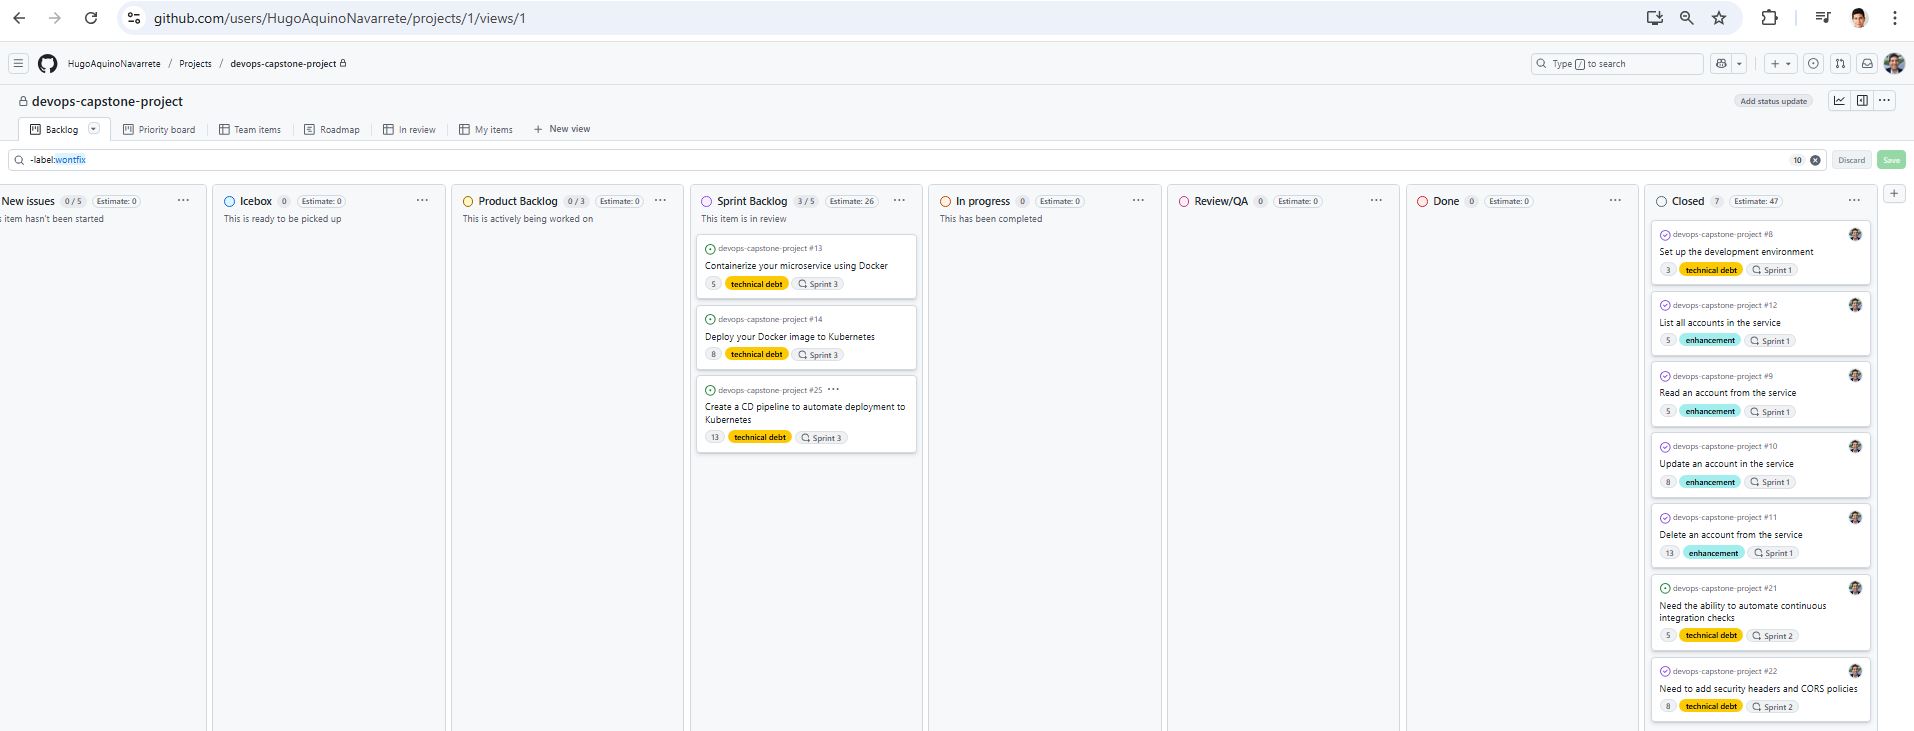 github.com/users/HugoAquinoNavarrete/projects/1/views/1
HugoAquinoNavarrete / Projects / devops-capstone-project
Type / to search
devops-capstone-project
Add status update
Backlog
Priority board
Team items
Roadmap
In review
My items
+ New view
-label:wontfix
10
Discard
Save
New issues 0 / 5 Estimate: 0
s item hasn't been started
Icebox 0 Estimate: 0
This is ready to be picked up
Product Backlog 0 / 3 Estimate: 0
This is actively being worked on
Sprint Backlog 3 / 5 Estimate: 26
This item is in review
devops-capstone-project #13
Containerize your microservice using Docker
5 technical debt Sprint 3
devops-capstone-project #14
Deploy your Docker image to Kubernetes
8 technical debt Sprint 3
devops-capstone-project #25
Create a CD pipeline to automate deployment to
Kubernetes
13 technical debt Sprint 3
In progress 0 Estimate: 0
This has been completed
Review/QA 0 Estimate: 0
Done 0 Estimate: 0
Closed 7 Estimate: 47
devops-capstone-project #8
Set up the development environment
3 technical debt Sprint 1
devops-capstone-project #12
List all accounts in the service
5 enhancement Sprint 1
devops-capstone-project #9
Read an account from the service
5 enhancement Sprint 1
devops-capstone-project #10
Update an account in the service
8 enhancement Sprint 1
devops-capstone-project #11
Delete an account from the service
13 enhancement Sprint 1
devops-capstone-project #21
Need the ability to automate continuous
integration checks
5 technical debt Sprint 2
devops-capstone-project #22
Need to add security headers and CORS policies
8 technical debt Sprint 2